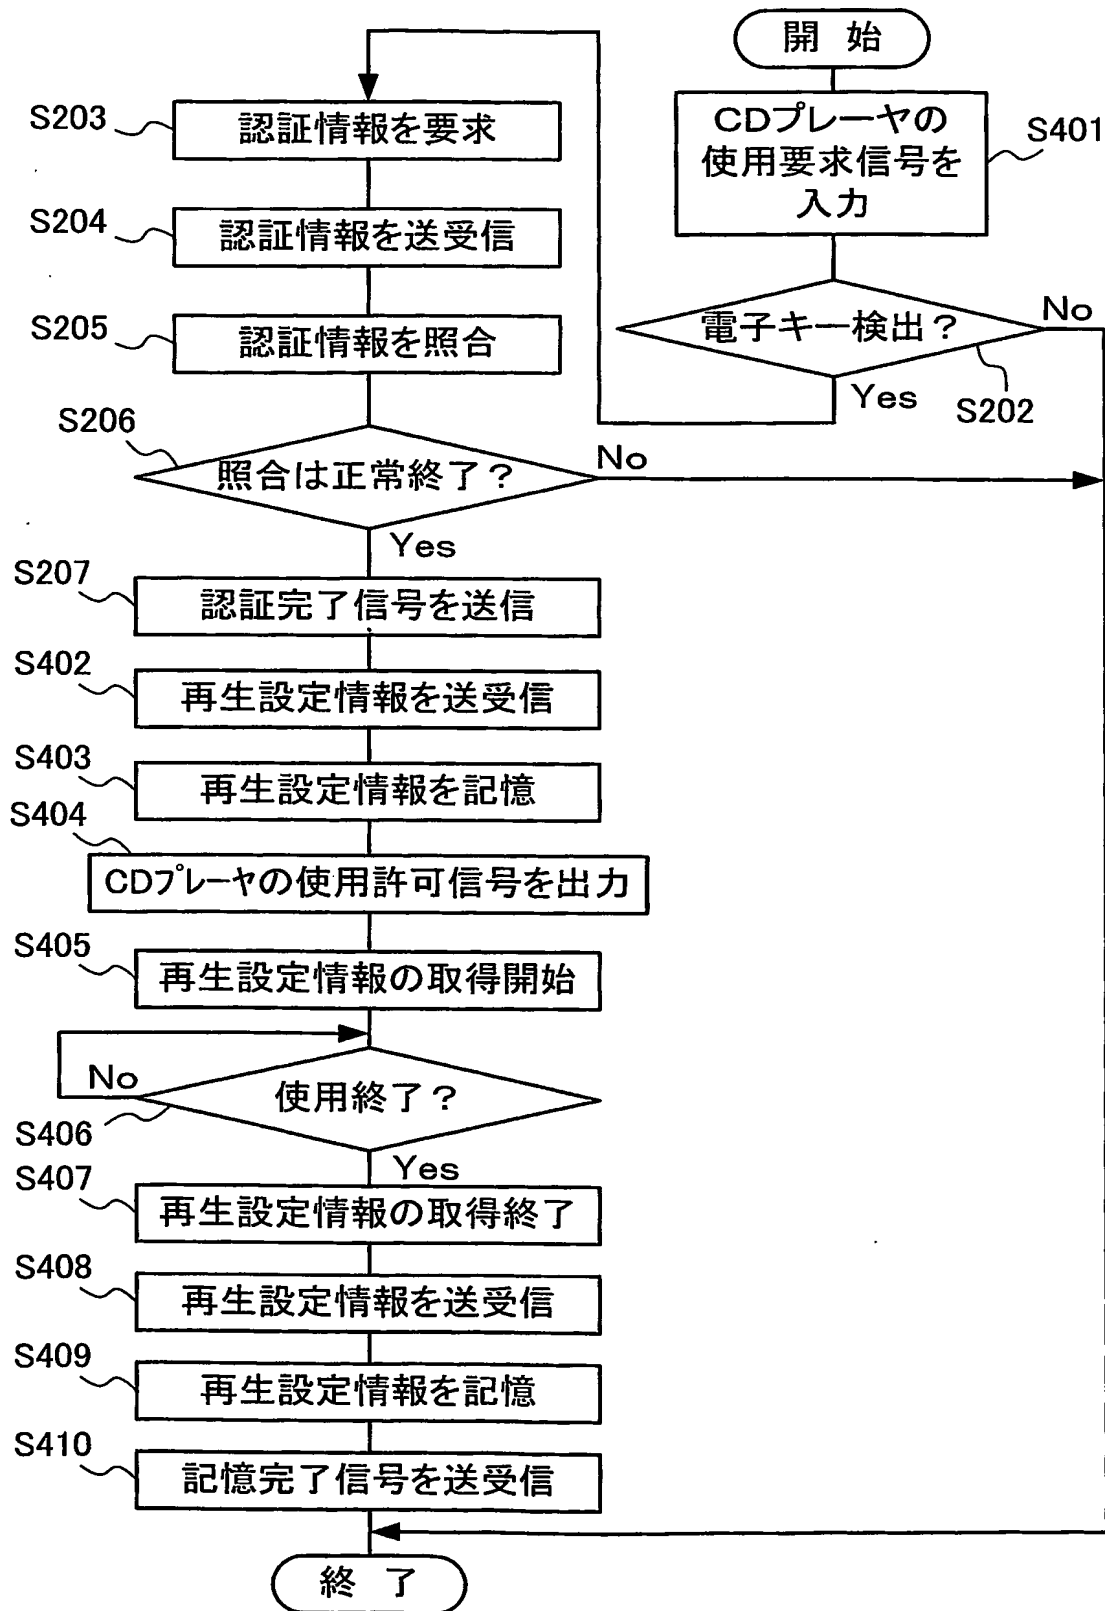 開 始
CDプレーヤの
使用要求信号を
入力
S401
電子キー検出？
No
Yes
S202
S203
認証情報を要求
S204
認証情報を送受信
S205
認証情報を照合
S206
照合は正常終了？
No
Yes
S207
認証完了信号を送信
S402
再生設定情報を送受信
S403
再生設定情報を記憶
S404
CDプレーヤの使用許可信号を出力
S405
再生設定情報の取得開始
No
使用終了？
S406
Yes
S407
再生設定情報の取得終了
S408
再生設定情報を送受信
S409
再生設定情報を記憶
S410
記憶完了信号を送受信
終 了